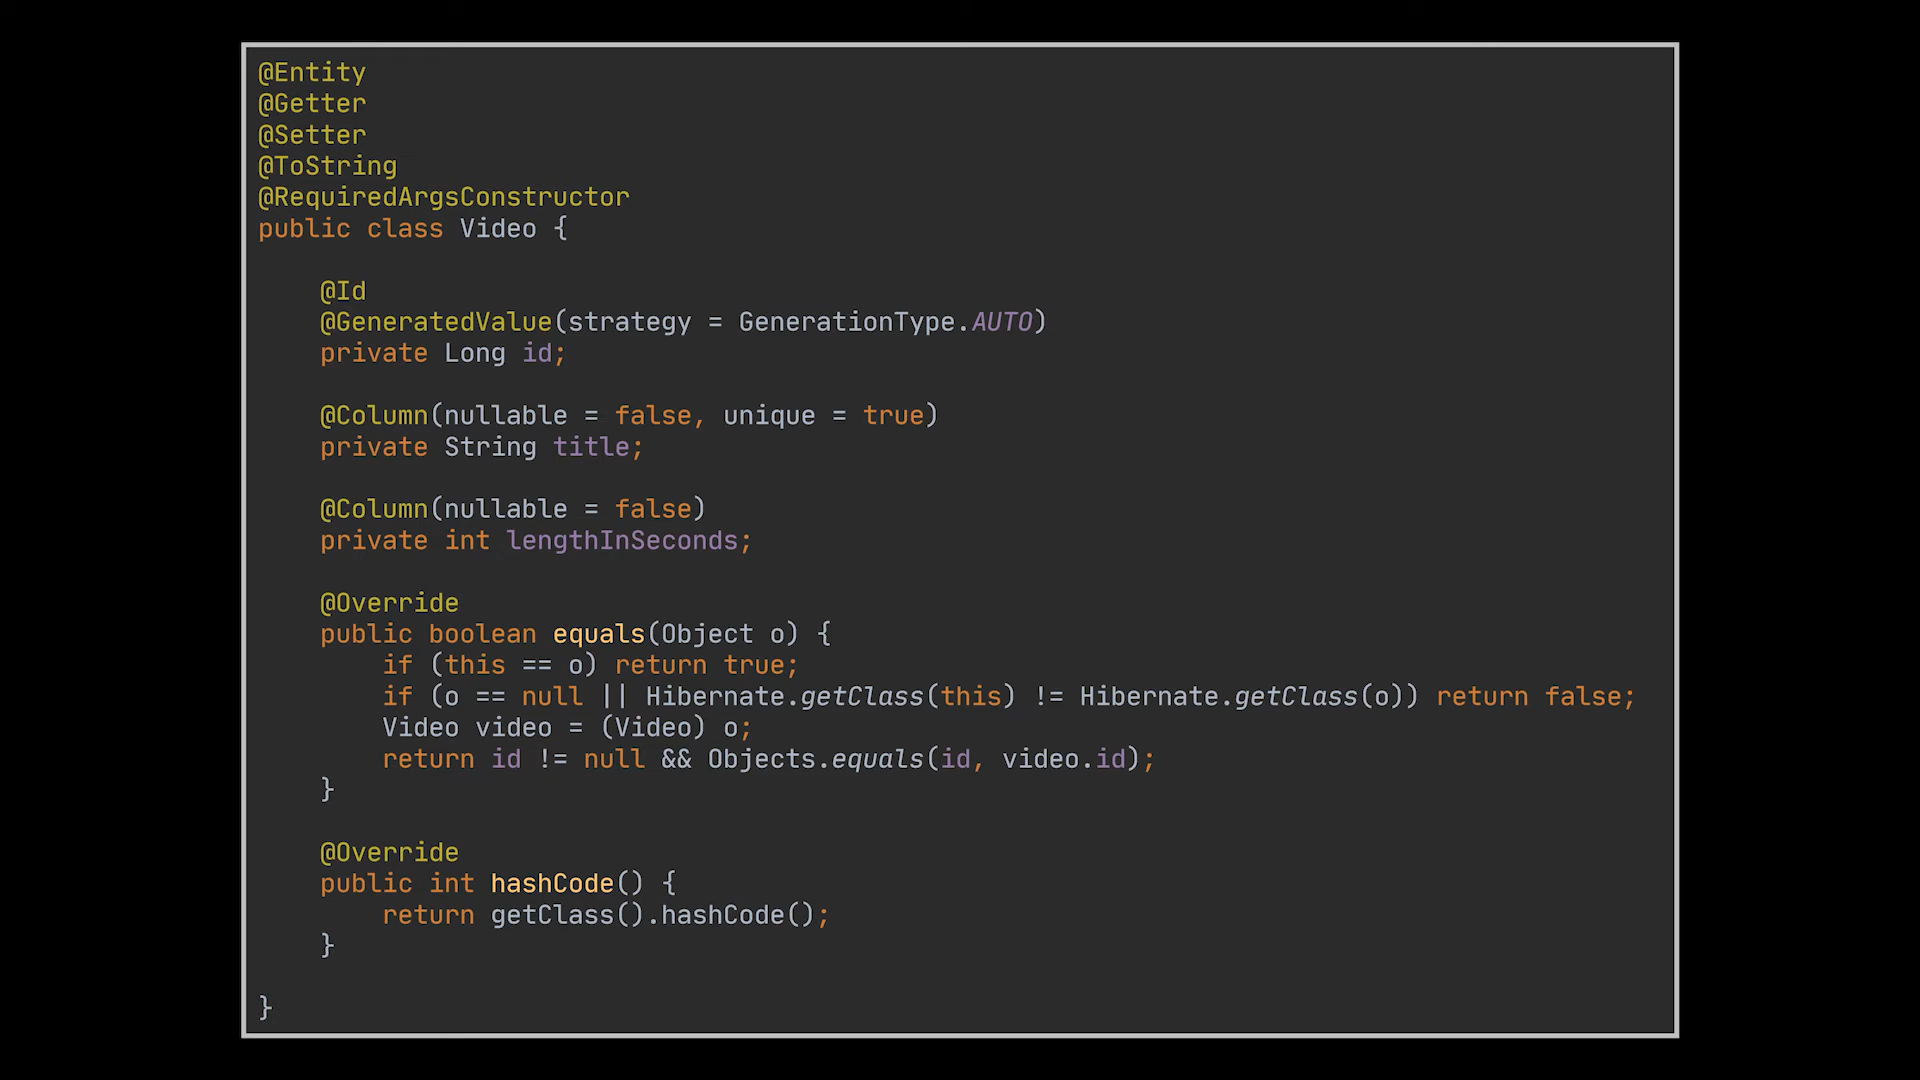 @Entity
@Getter
@Setter
@ToString
@RequiredArgsConstructor
public class Video {
@Id
@GeneratedValue(strategy = GenerationType.AUTO)
private Long id;
@Column(nullable = false, unique = true)
private String title;
@Column(nullable = false)
private int lengthInSeconds;
@Override
public boolean equals(Object o) {
if (this == o) return true;
if (o == null || Hibernate.getClass(this) != Hibernate.getClass(o)) return false;
Video video = (Video) o;
return id != null && Objects.equals(id, video.id);
}
@Override
public int hashCode() {
return getClass().hashCode();
}
}